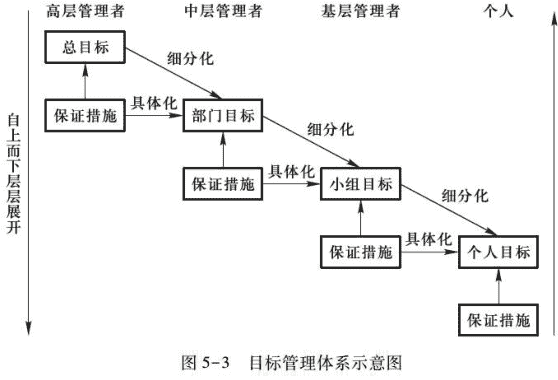 高层管理者
中层管理者
基层管理者
个人
总目标
细分化
保证措施
具体化
部门目标
细分化
保证措施
具体化
小组目标
细分化
保证措施
具体化
个人目标
保证措施
自上而下层层展开
图 5-3 目标管理体系示意图